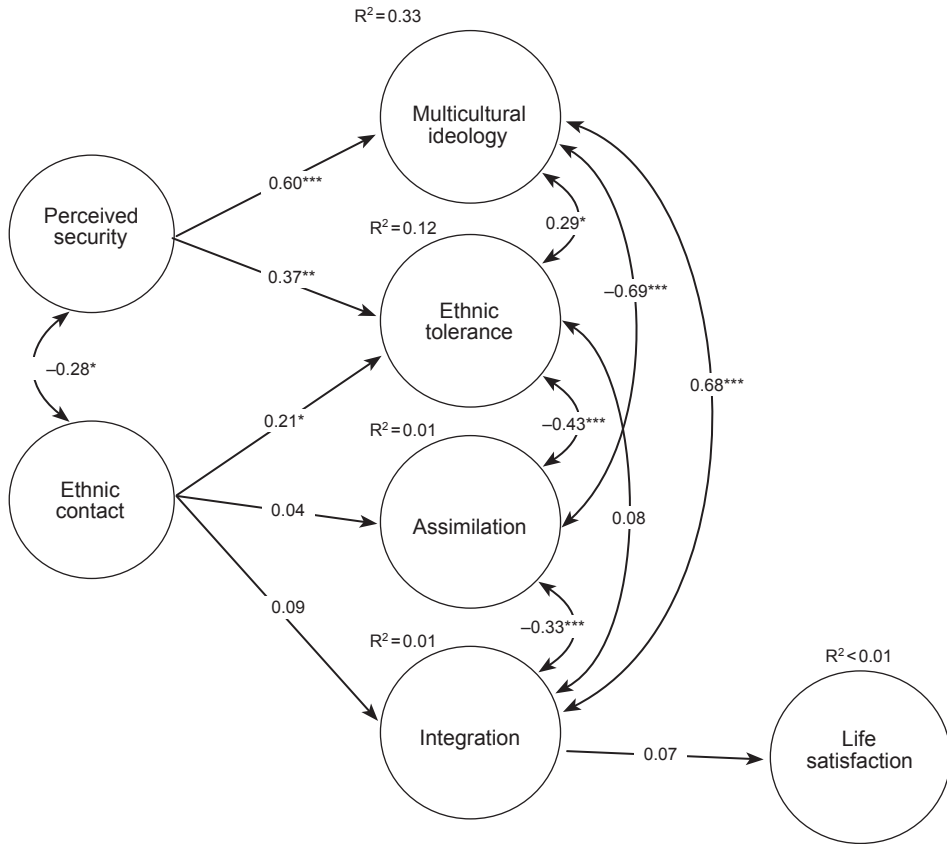 R² = 0.33
Multicultural
ideology
Perceived
security
0.60***
0.29*
R² = 0.12
0.37**
Ethnic
tolerance
–0.69***
–0.28*
0.68***
0.21*
–0.43***
R² = 0.01
Ethnic
contact
0.04
Assimilation
0.08
0.09
–0.33***
R² = 0.01
R² < 0.01
Integration
0.07
Life
satisfaction